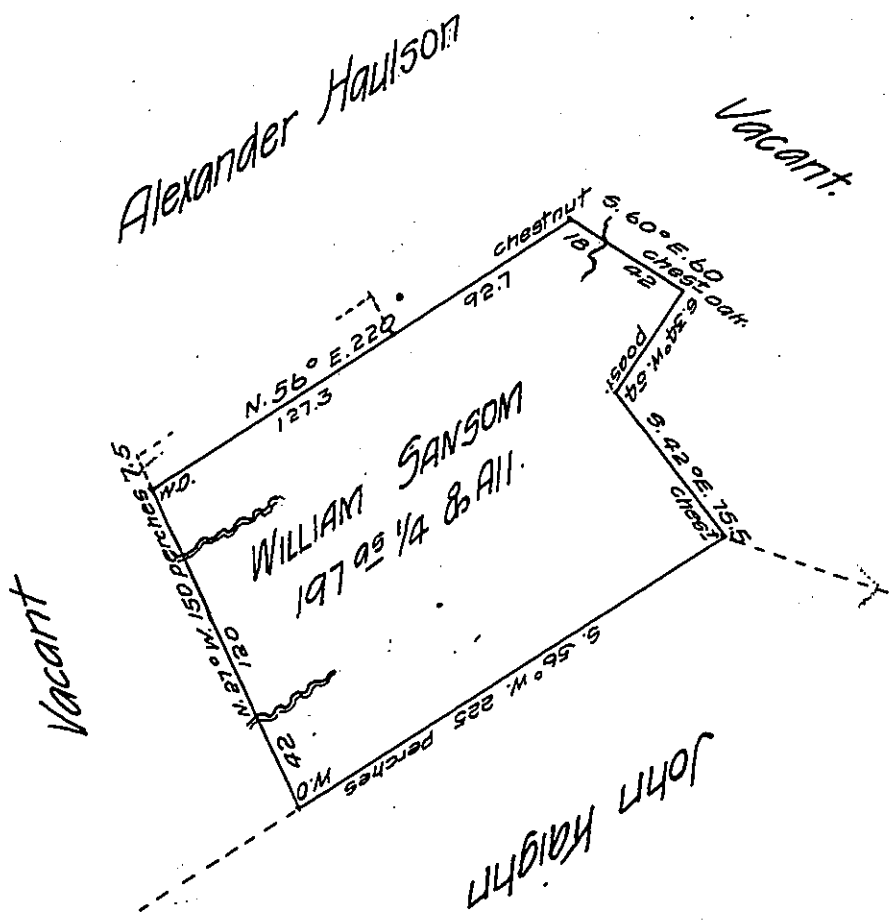 Alexander Haulson
Vacant.
chestnut
S. 60° E. 60
18
42
chest oak.
N. 56° E. 220
92.7
127.3
S. 34° W. 54
poast
S. 42° E. 75.5
chest
7.5
W.O.
WILLIAM SANSOM
197 as 1/4 & All.
N. 27° W. 150 perches
120
42
W.O
S. 56° W. 225 perches
Vacant
John Kaighn